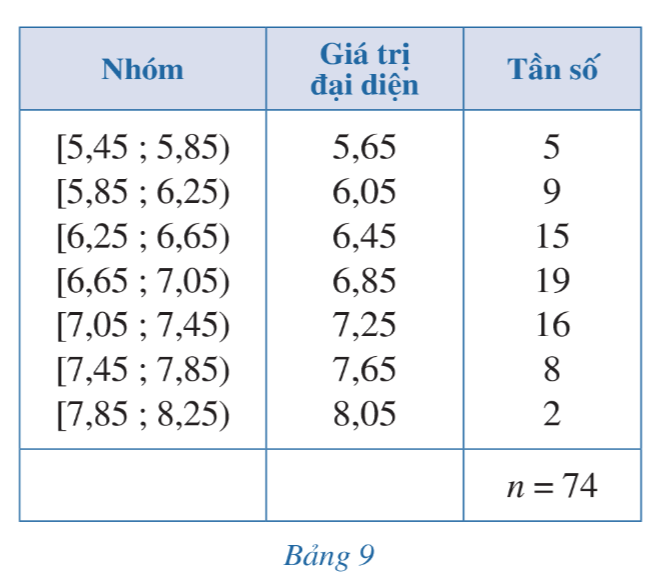 Nhóm Giá trị đại diện Tần số
[5,45 ; 5,85) 5,65 5
[5,85 ; 6,25) 6,05 9
[6,25 ; 6,65) 6,45 15
[6,65 ; 7,05) 6,85 19
[7,05 ; 7,45) 7,25 16
[7,45 ; 7,85) 7,65 8
[7,85 ; 8,25) 8,05 2
n = 74
Bảng 9